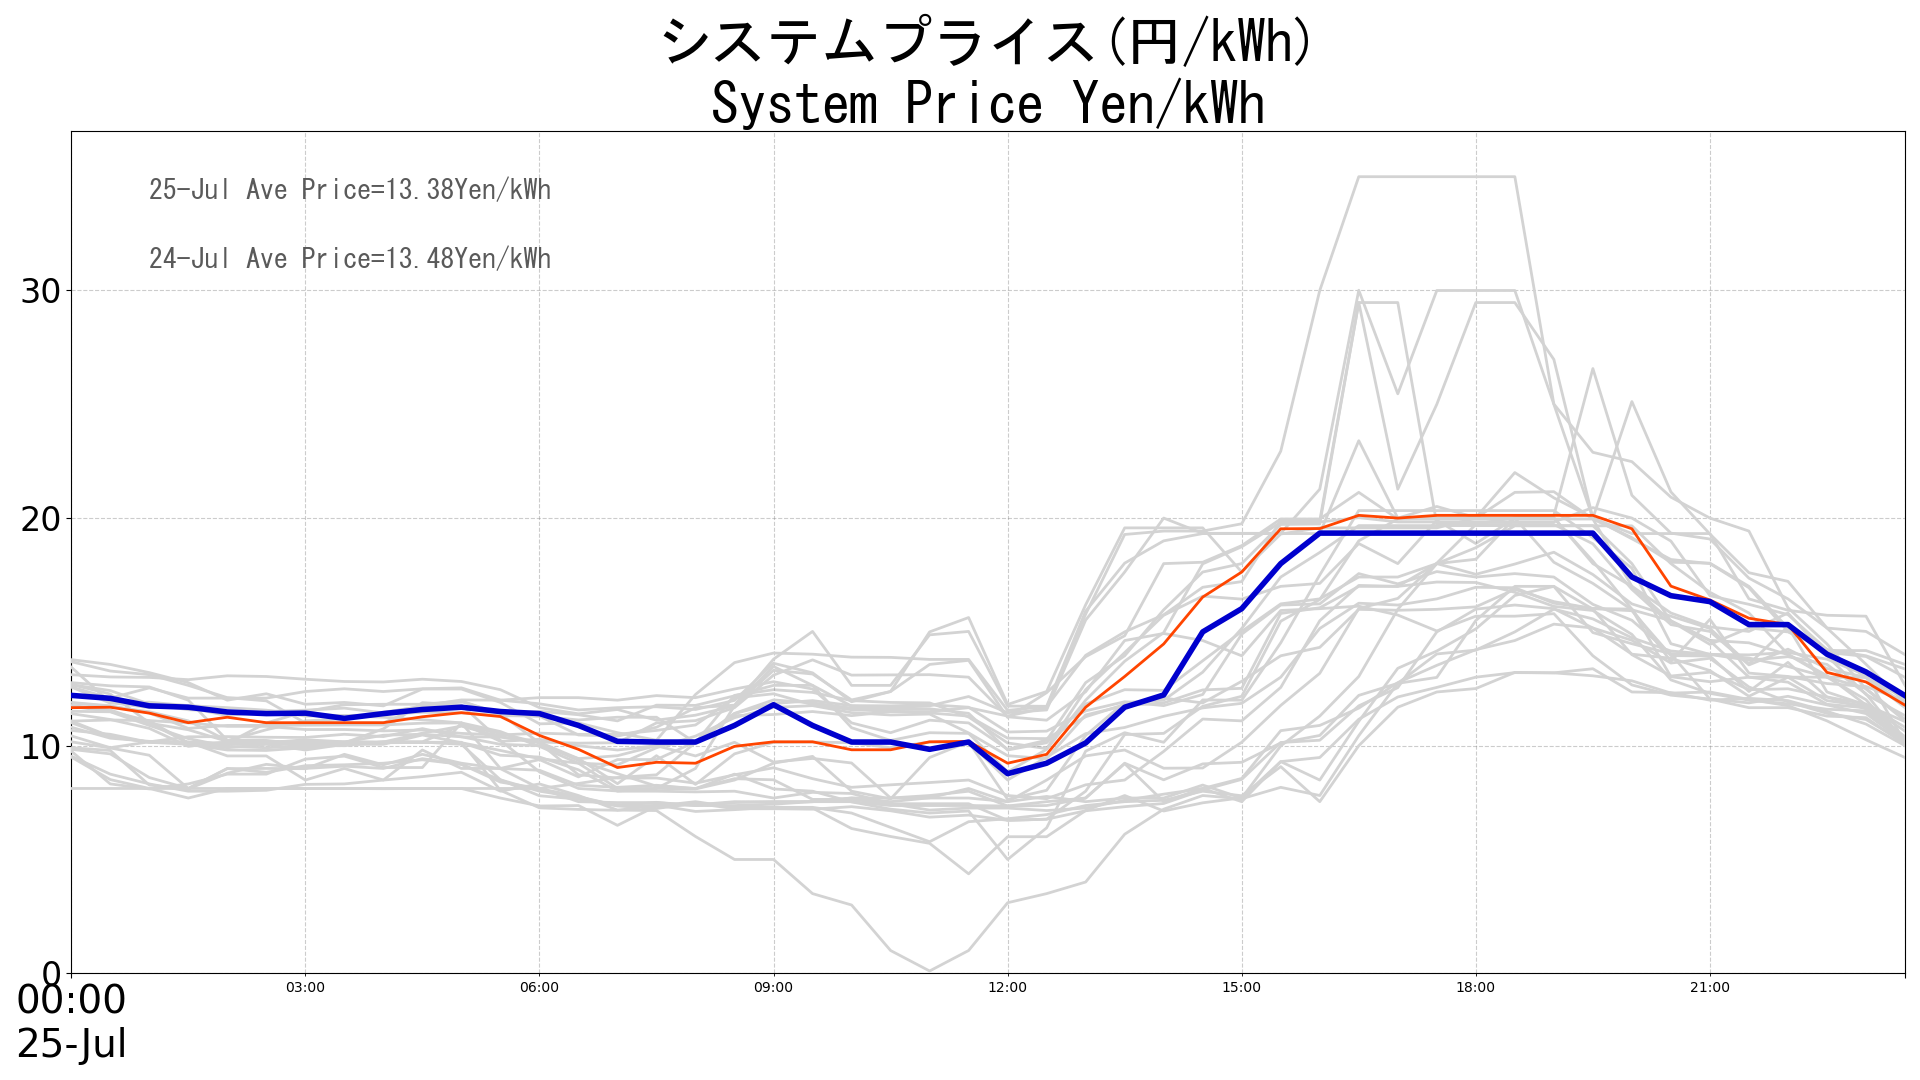 システムプライス(円/kWh)
System Price Yen/kWh
25-Jul Ave Price=13.38Yen/kWh
24-Jul Ave Price=13.48Yen/kWh
30
20
10
0
00:00 03:00 06:00 09:00 12:00 15:00 18:00 21:00
25-Jul